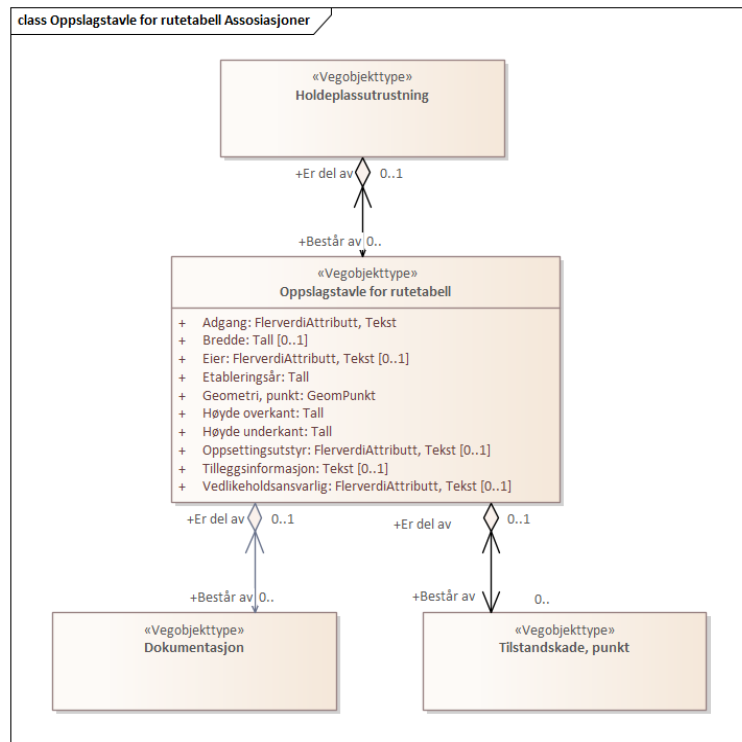 class Oppslagstavle for rutetabell Assosiasjoner
«Vegobjekttype»
Holdeplassutrustning
+Er del av 0..1
+Består av 0..
«Vegobjekttype»
Oppslagstavle for rutetabell
+ Adgang: FlerverdiAttributt, Tekst
+ Bredde: Tall [0..1]
+ Eier: FlerverdiAttributt, Tekst [0..1]
+ Etableringsår: Tall
+ Geometri, punkt: GeomPunkt
+ Høyde overkant: Tall
+ Høyde underkant: Tall
+ Oppsettingsutstyr: FlerverdiAttributt, Tekst [0..1]
+ Tilleggsinformasjon: Tekst [0..1]
+ Vedlikeholdsansvarlig: FlerverdiAttributt, Tekst [0..1]
+Er del av 0..1 +Er del av 0..1
+Består av 0.. +Består av 0..
«Vegobjekttype» «Vegobjekttype»
Dokumentasjon Tilstandskade, punkt